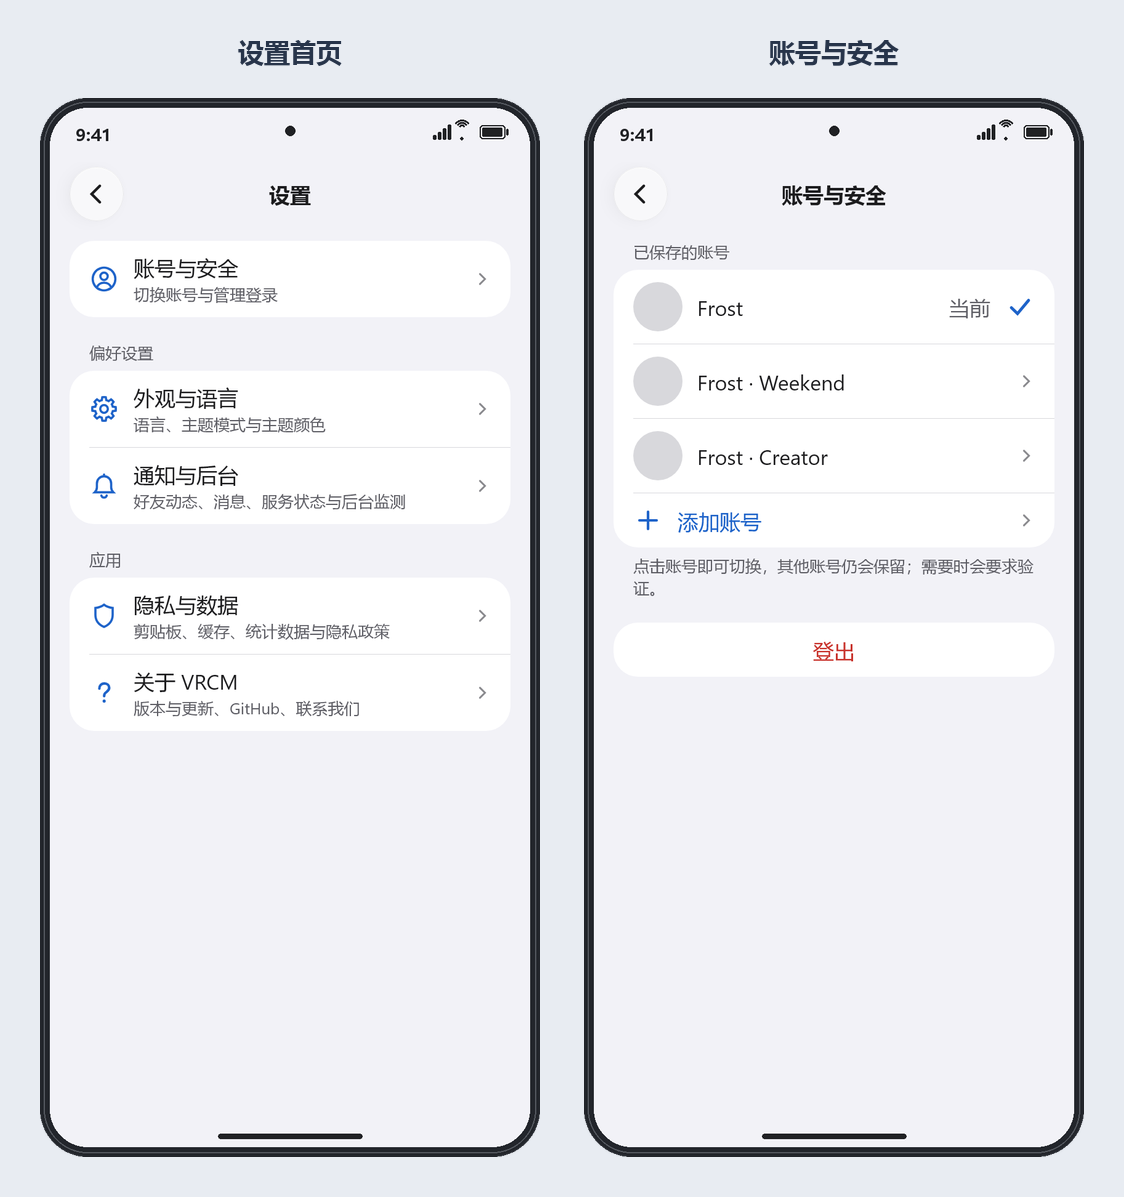 设置首页
9:41
设置
账号与安全
切换账号与管理登录
偏好设置
外观与语言
语言、主题模式与主题颜色
通知与后台
好友动态、消息、服务状态与后台监测
应用
隐私与数据
剪贴板、缓存、统计数据与隐私政策
关于 VRCM
版本与更新、GitHub、联系我们
账号与安全
9:41
账号与安全
已保存的账号
Frost
当前
Frost · Weekend
Frost · Creator
添加账号
点击账号即可切换，其他账号仍会保留；需要时会要求验
证。
登出